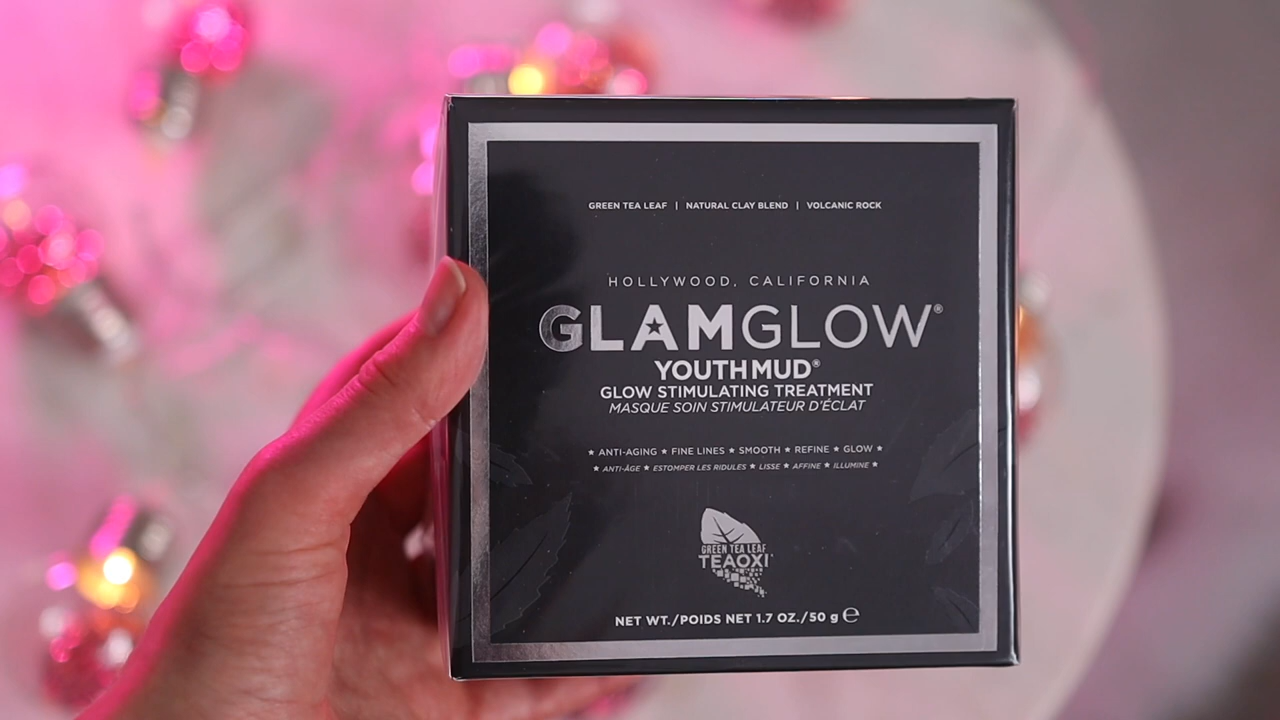 GREEN TEA LEAF | NATURAL CLAY BLEND | VOLCANIC ROCK
HOLLYWOOD, CALIFORNIA
GLAMGLOW®
YOUTHMUD®
GLOW STIMULATING TREATMENT
MASQUE SOIN STIMULATEUR D'ÉCLAT
★ ANTI-AGING ★ FINE LINES ★ SMOOTH ★ REFINE ★ GLOW ★
★ ANTI-ÂGE ★ ESTOMPER LES RIDULES ★ LISSE ★ AFFINE ★ ILLUMINE ★
GREEN TEA LEAF
TEAOXI
NET WT./POIDS NET 1.7 OZ./50 g ℮